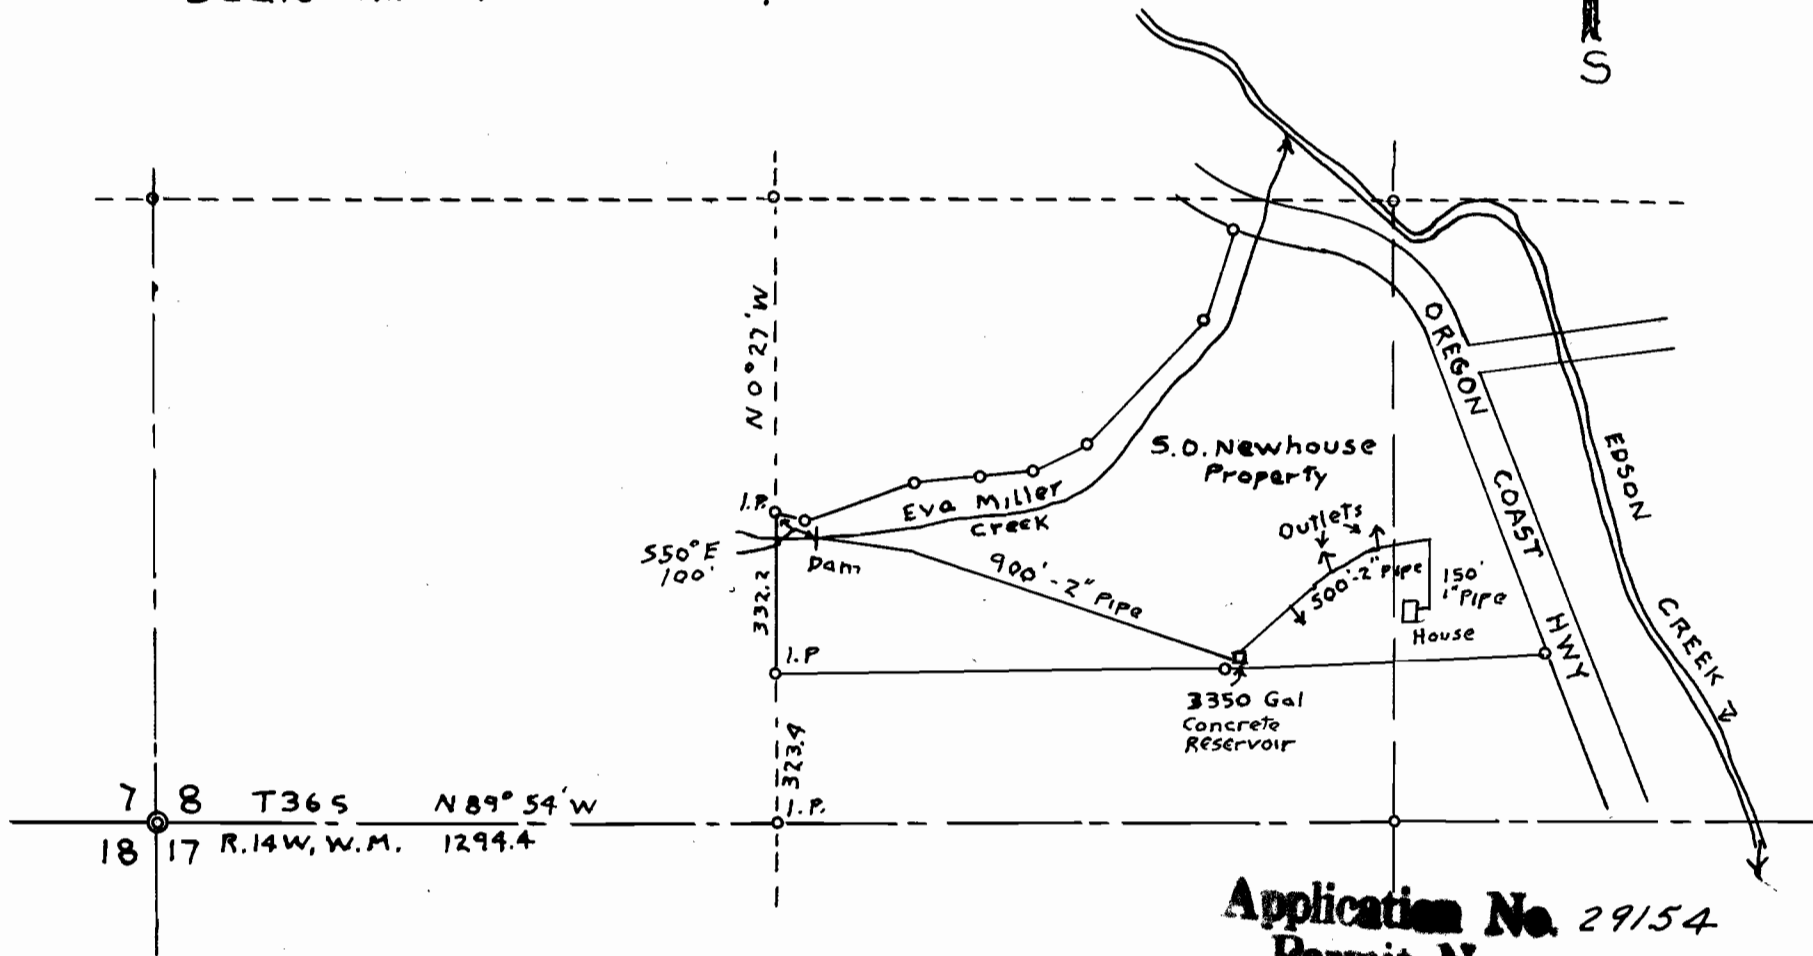 S
N 0° 27' W
OREGON COAST HWY
EDSON CREEK
S.O. Newhouse
Property
I.P.
Eva Miller
Creek
Outlets
S50°E
100'
Dam
332.2
900'-2" Pipe
500'-2" Pipe
150'
1" Pipe
House
I.P
3350 Gal
Concrete
Reservoir
323.4
I.P.
7 8 T36S N 89° 54' W
18 17 R.14W, W.M. 1294.4
Application No. 29154